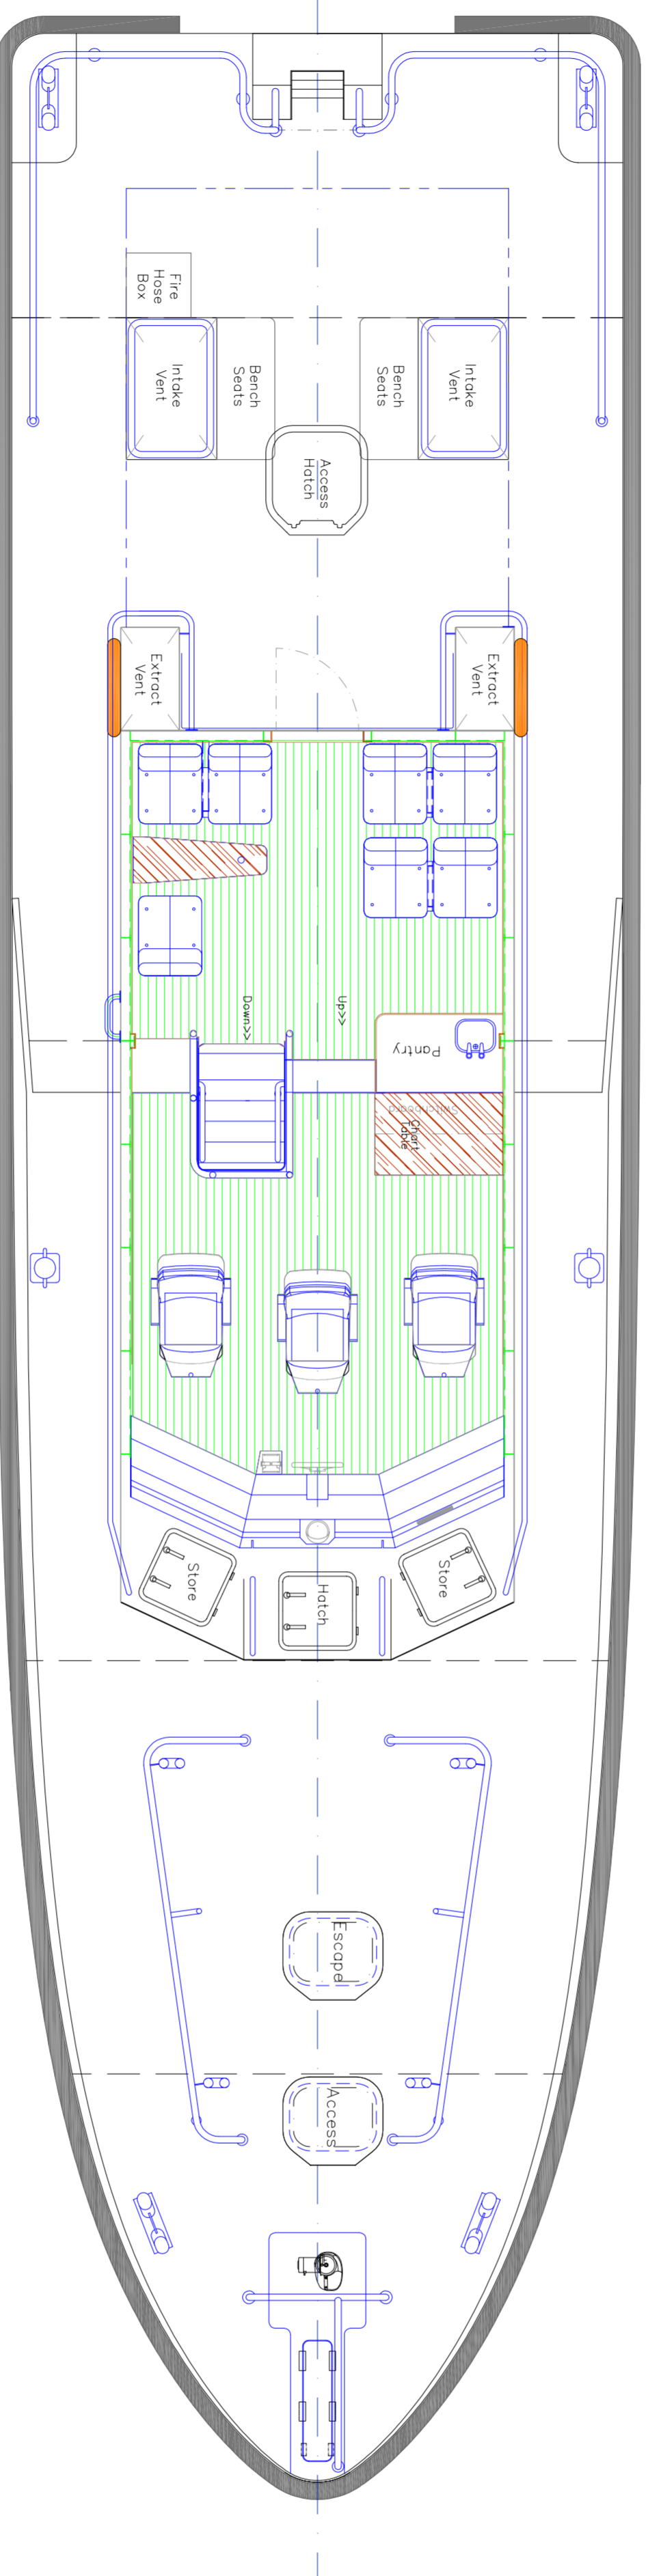 Fire
Hose
Box
Intake
Vent
Bench
Seats
Bench
Seats
Intake
Vent
Access
Hatch
Extract
Vent
Extract
Vent
Down>>
Up>>
Pantry
Switchboard
Chart
Table
Store
Hatch
Store
Escape
Access